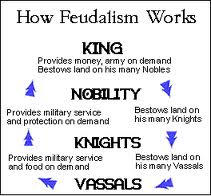 How Feudalism Works
KING
Provides money, army on demand
Bestows land on his many Nobles
NOBILITY
Provides military service
and protection on demand
Bestows land on
his many Knights
KNIGHTS
Provides military service
and food on demand
Bestows land on
his many Vassals
VASSALS